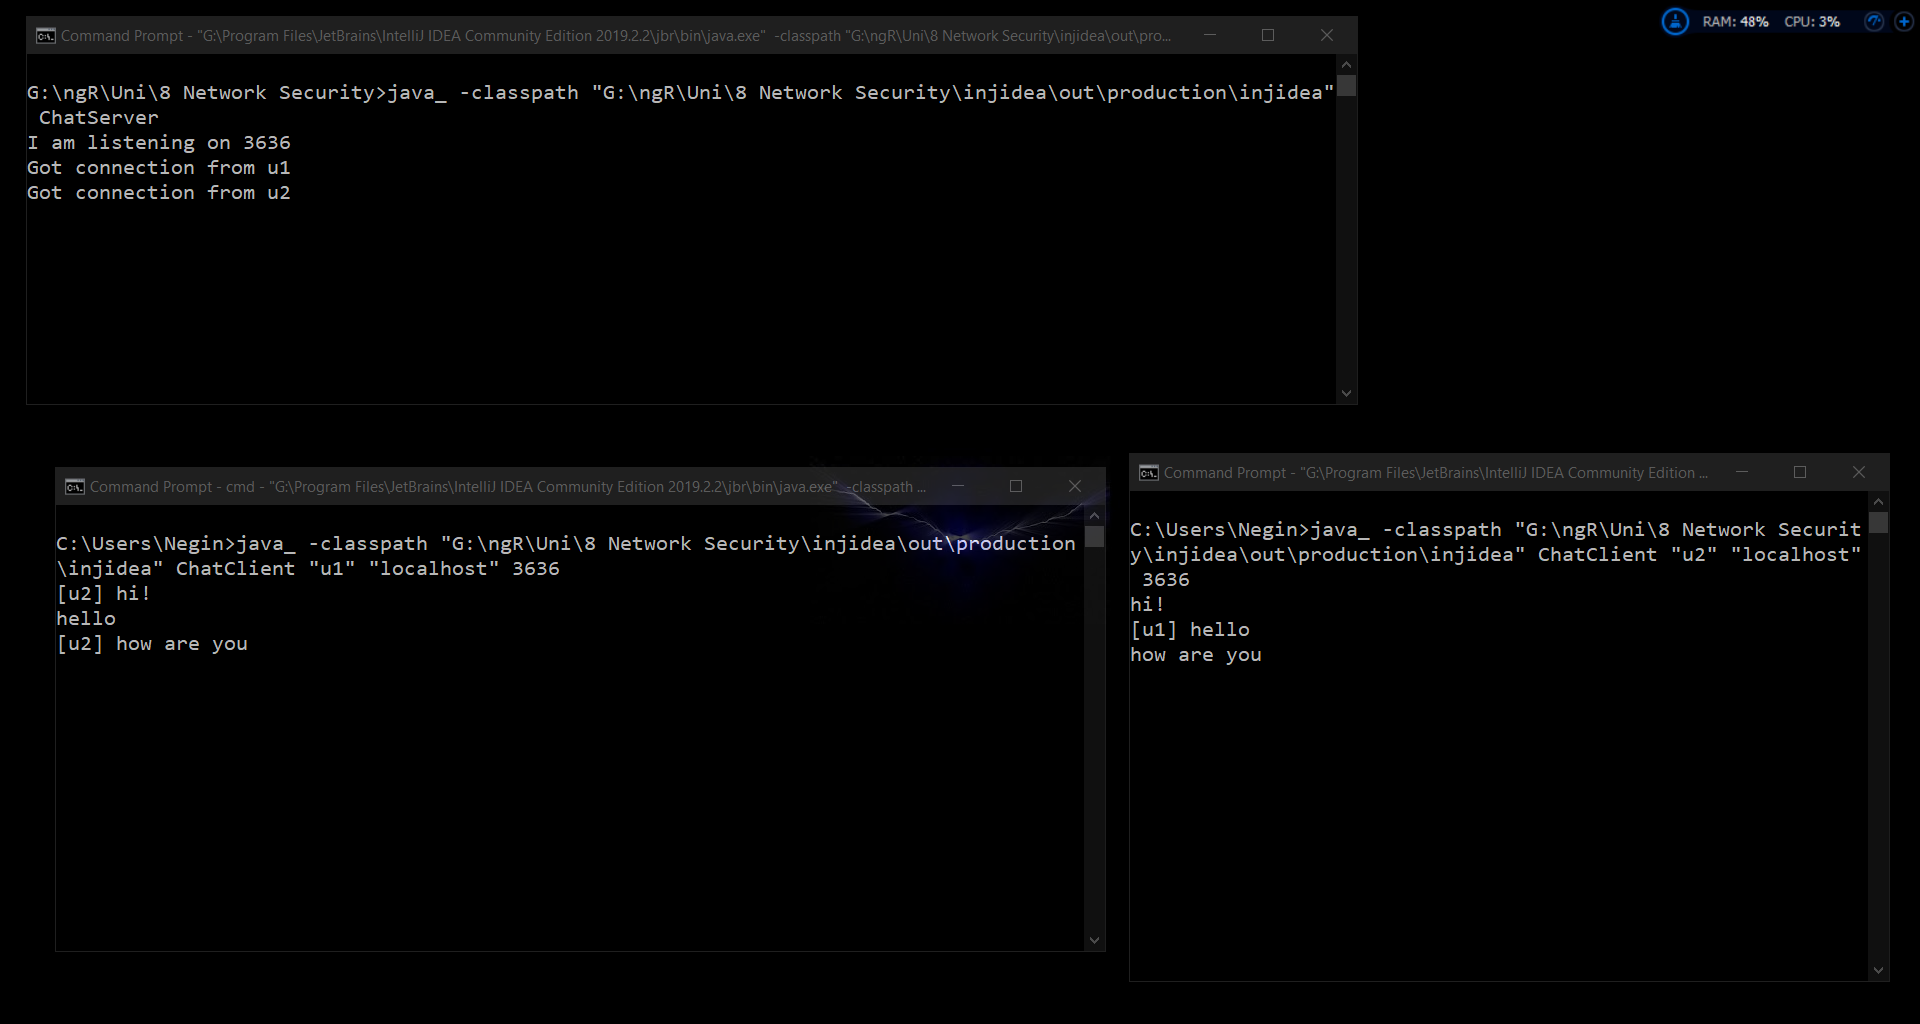 RAM: 48% CPU: 3%
Command Prompt - "G:\Program Files\JetBrains\IntelliJ IDEA Community Edition 2019.2.2\jbr\bin\java.exe" -classpath "G:\ngR\Uni\8 Network Security\injidea\out\pro...
G:\ngR\Uni\8 Network Security>java_ -classpath "G:\ngR\Uni\8 Network Security\injidea\out\production\injidea"
ChatServer
I am listening on 3636
Got connection from u1
Got connection from u2
Command Prompt - cmd - "G:\Program Files\JetBrains\IntelliJ IDEA Community Edition 2019.2.2\jbr\bin\java.exe" -classpath ...
C:\Users\Negin>java_ -classpath "G:\ngR\Uni\8 Network Security\injidea\out\production
\injidea" ChatClient "u1" "localhost" 3636
[u2] hi!
hello
[u2] how are you
Command Prompt - "G:\Program Files\JetBrains\IntelliJ IDEA Community Edition ...
C:\Users\Negin>java_ -classpath "G:\ngR\Uni\8 Network Securit
y\injidea\out\production\injidea" ChatClient "u2" "localhost"
3636
hi!
[u1] hello
how are you